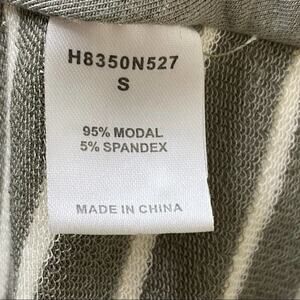 H8350N527
S
95% MODAL
5% SPANDEX
MADE IN CHINA